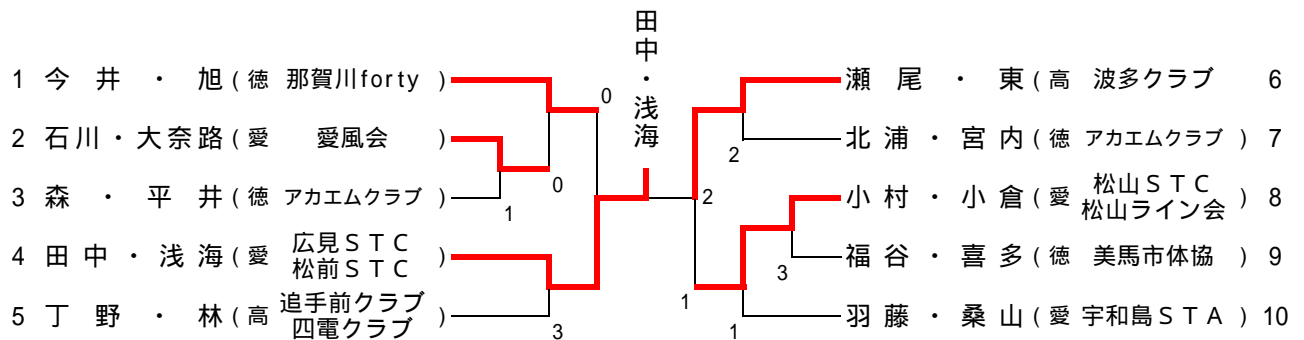 田中・浅海
1 今井・旭(徳 那賀川forty)
2 石川・大奈路(愛 愛風会)
3 森・平井(徳 アカエムクラブ)
4 田中・浅海(愛 広見ＳＴＣ 松前ＳＴＣ)
5 丁野・林(高 追手前クラブ 四電クラブ)
0
0
1
3
瀬尾・東(高 波多クラブ) 6
北浦・宮内(徳 アカエムクラブ) 7
小村・小倉(愛 松山ＳＴＣ 松山ライン会) 8
福谷・喜多(徳 美馬市体協) 9
羽藤・桑山(愛 宇和島ＳＴＡ) 10
2
2
3
1
1